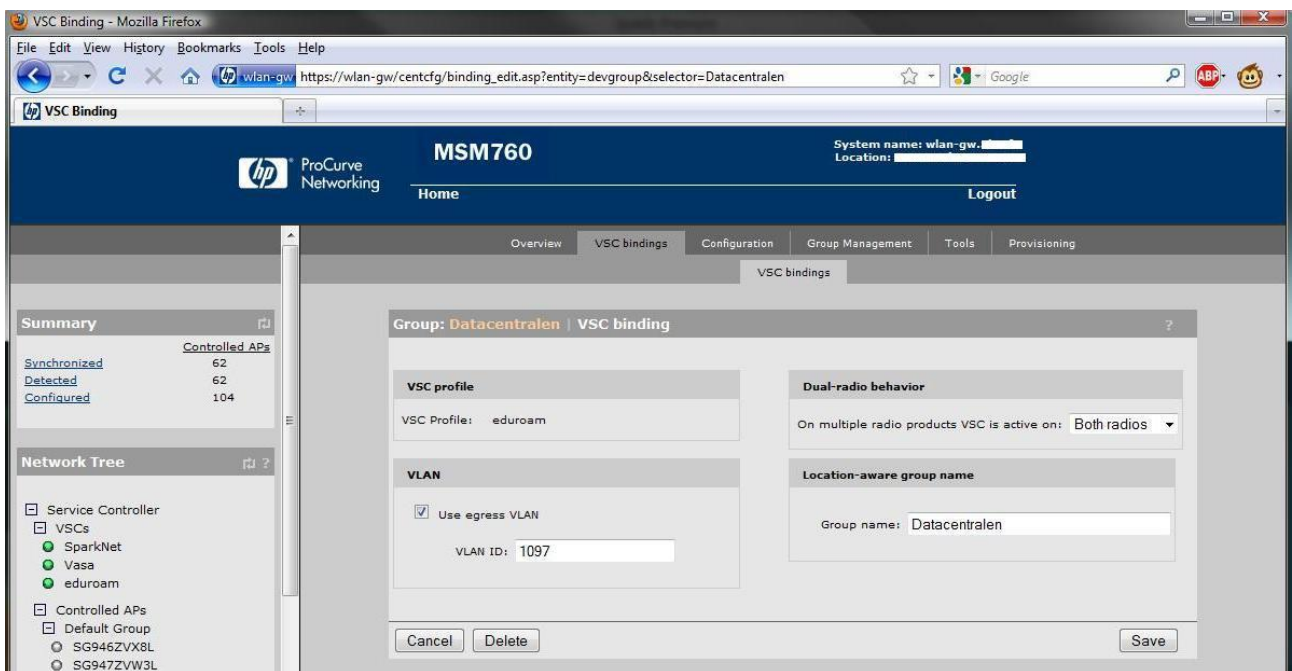 VSC Binding - Mozilla Firefox
File Edit View History Bookmarks Tools Help
wlan-gw https://wlan-gw/centcfg/binding_edit.asp?entity=devgroup&selector=Datacentralen
Google
ABP
hp VSC Binding
hp ProCurve Networking
MSM760
System name: wlan-gw.
Location:
Home
Logout
Overview VSC bindings Configuration Group Management Tools Provisioning
VSC bindings
Summary
Controlled APs
Synchronized 62
Detected 62
Configured 104
Network Tree ?
Service Controller
VSCs
SparkNet
Vasa
eduroam
Controlled APs
Default Group
SG946ZVX8L
SG947ZVW3L
Group: Datacentralen | VSC binding ?
VSC profile
VSC Profile: eduroam
Dual-radio behavior
On multiple radio products VSC is active on: Both radios
VLAN
Use egress VLAN
VLAN ID: 1097
Location-aware group name
Group name: Datacentralen
Cancel Delete Save